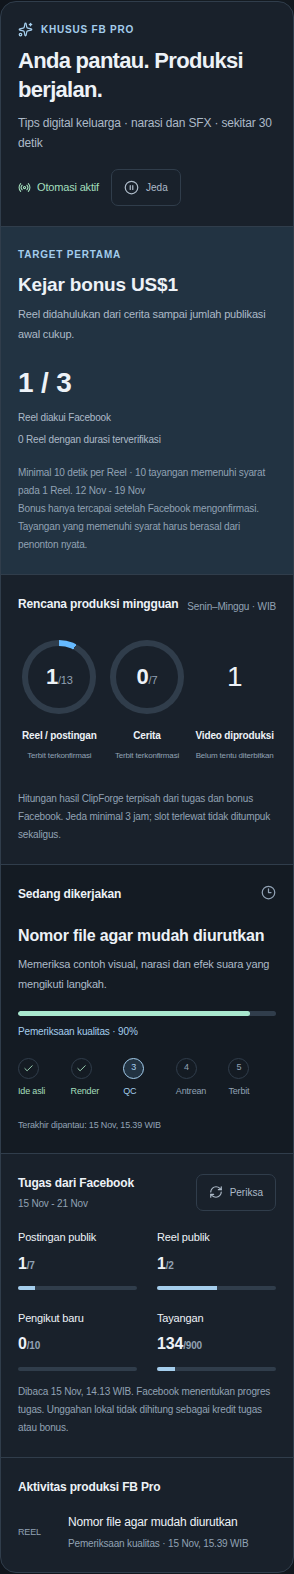 KHUSUS FB PRO
Anda pantau. Produksi
berjalan.
Tips digital keluarga · narasi dan SFX · sekitar 30
detik
Otomasi aktif
Jeda
TARGET PERTAMA
Kejar bonus US$1
Reel didahulukan dari cerita sampai jumlah publikasi
awal cukup.
1 / 3
Reel diakui Facebook
0 Reel dengan durasi terverifikasi
Minimal 10 detik per Reel · 10 tayangan memenuhi syarat
pada 1 Reel. 12 Nov - 19 Nov
Bonus hanya tercapai setelah Facebook mengonfirmasi.
Tayangan yang memenuhi syarat harus berasal dari
penonton nyata.
Rencana produksi mingguan
Senin–Minggu · WIB
1/13
0/7
1
Reel / postingan
Cerita
Video diproduksi
Terbit terkonfirmasi
Terbit terkonfirmasi
Belum tentu diterbitkan
Hitungan hasil ClipForge terpisah dari tugas dan bonus
Facebook. Jeda minimal 3 jam; slot terlewat tidak ditumpuk
sekaligus.
Sedang dikerjakan
Nomor file agar mudah diurutkan
Memeriksa contoh visual, narasi dan efek suara yang
mengikuti langkah.
Pemeriksaan kualitas · 90%
3
4
5
Ide asli
Render
QC
Antrean
Terbit
Terakhir dipantau: 15 Nov, 15.39 WIB
Tugas dari Facebook
15 Nov - 21 Nov
Periksa
Postingan publik
Reel publik
1/7
1/2
Pengikut baru
Tayangan
0/10
134/900
Dibaca 15 Nov, 14.13 WIB. Facebook menentukan progres
tugas. Unggahan lokal tidak dihitung sebagai kredit tugas
atau bonus.
Aktivitas produksi FB Pro
REEL
Nomor file agar mudah diurutkan
Pemeriksaan kualitas · 15 Nov, 15.39 WIB